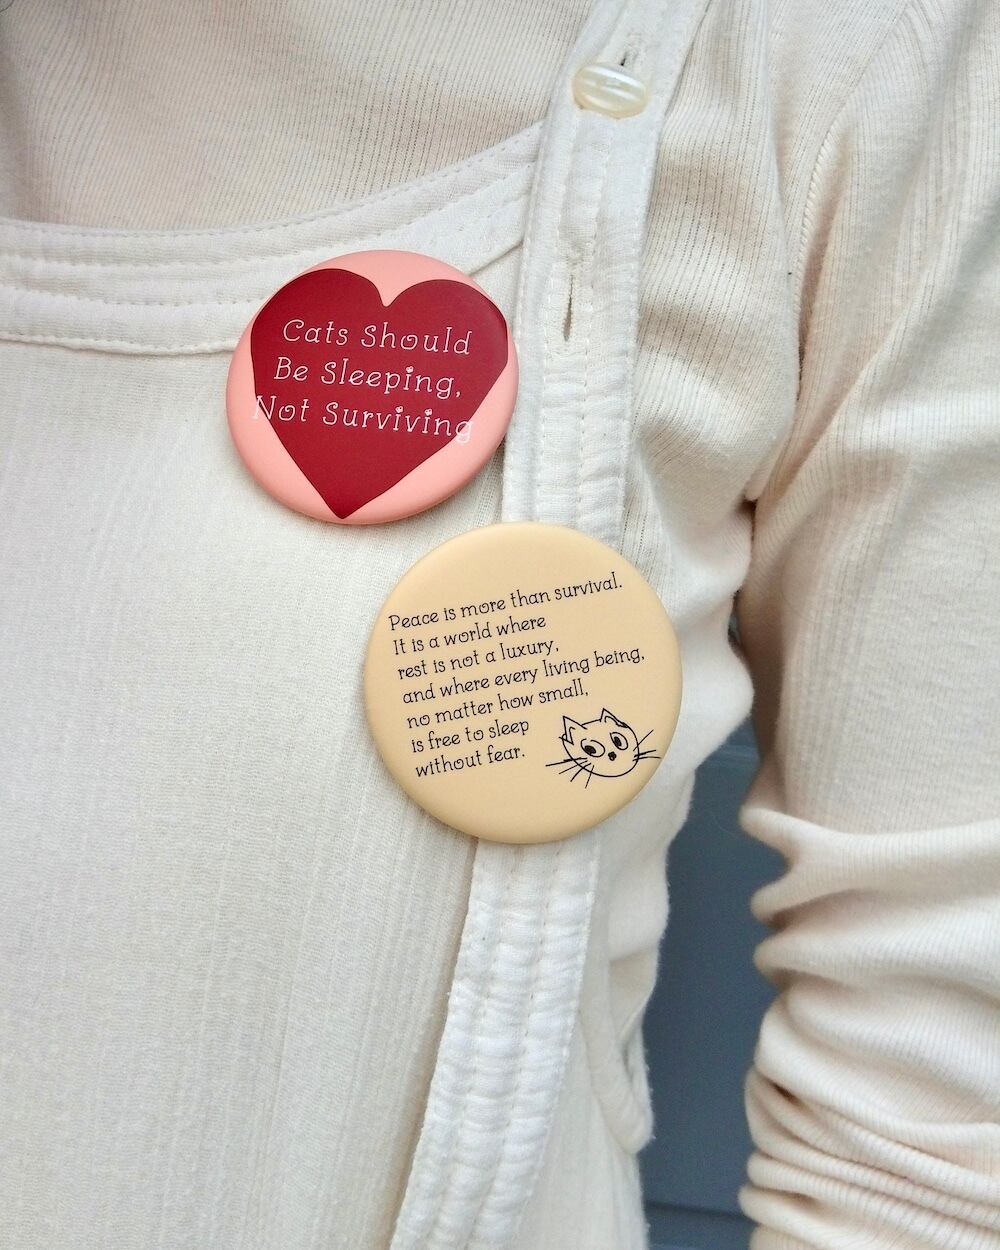 Cats Should
Be Sleeping,
Not Surviving
Peace is more than survival.
It is a world where
rest is not a luxury,
and where every living being,
no matter how small,
is free to sleep
without fear.